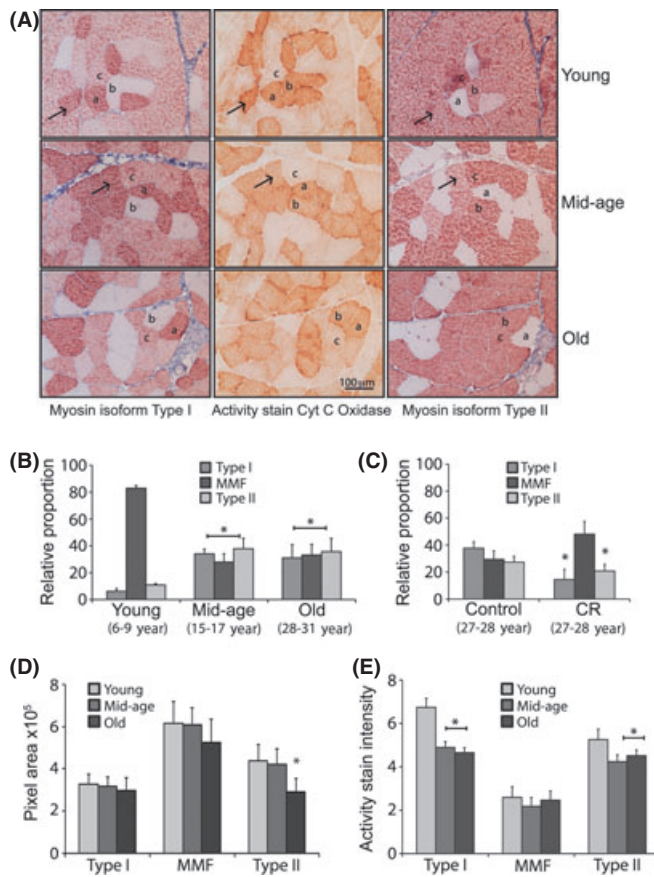 (A)
c
b
a
c
b
a
c
b
a
Young
c
a
b
c
a
b
c
a
b
Mid-age
b
a
c
b
a
c
b
a
c
Old
100 µm
Myosin isoform Type I Activity stain Cyt C Oxidase Myosin isoform Type II
(B)
Relative proportion
100
80
60
40
20
0
Type I
MMF
Type II
*
*
Young Mid-age Old
(6-9 year) (15-17 year) (28-31 year)
(C)
Relative proportion
100
80
60
40
20
0
Type I
MMF
Type II
*
*
Control CR
(27-28 year) (27-28 year)
(D)
Pixel area x10⁵
8
6
4
2
0
Young
Mid-age
Old
*
Type I MMF Type II
(E)
Activity stain intensity
8
6
4
2
0
Young
Mid-age
Old
*
*
Type I MMF Type II